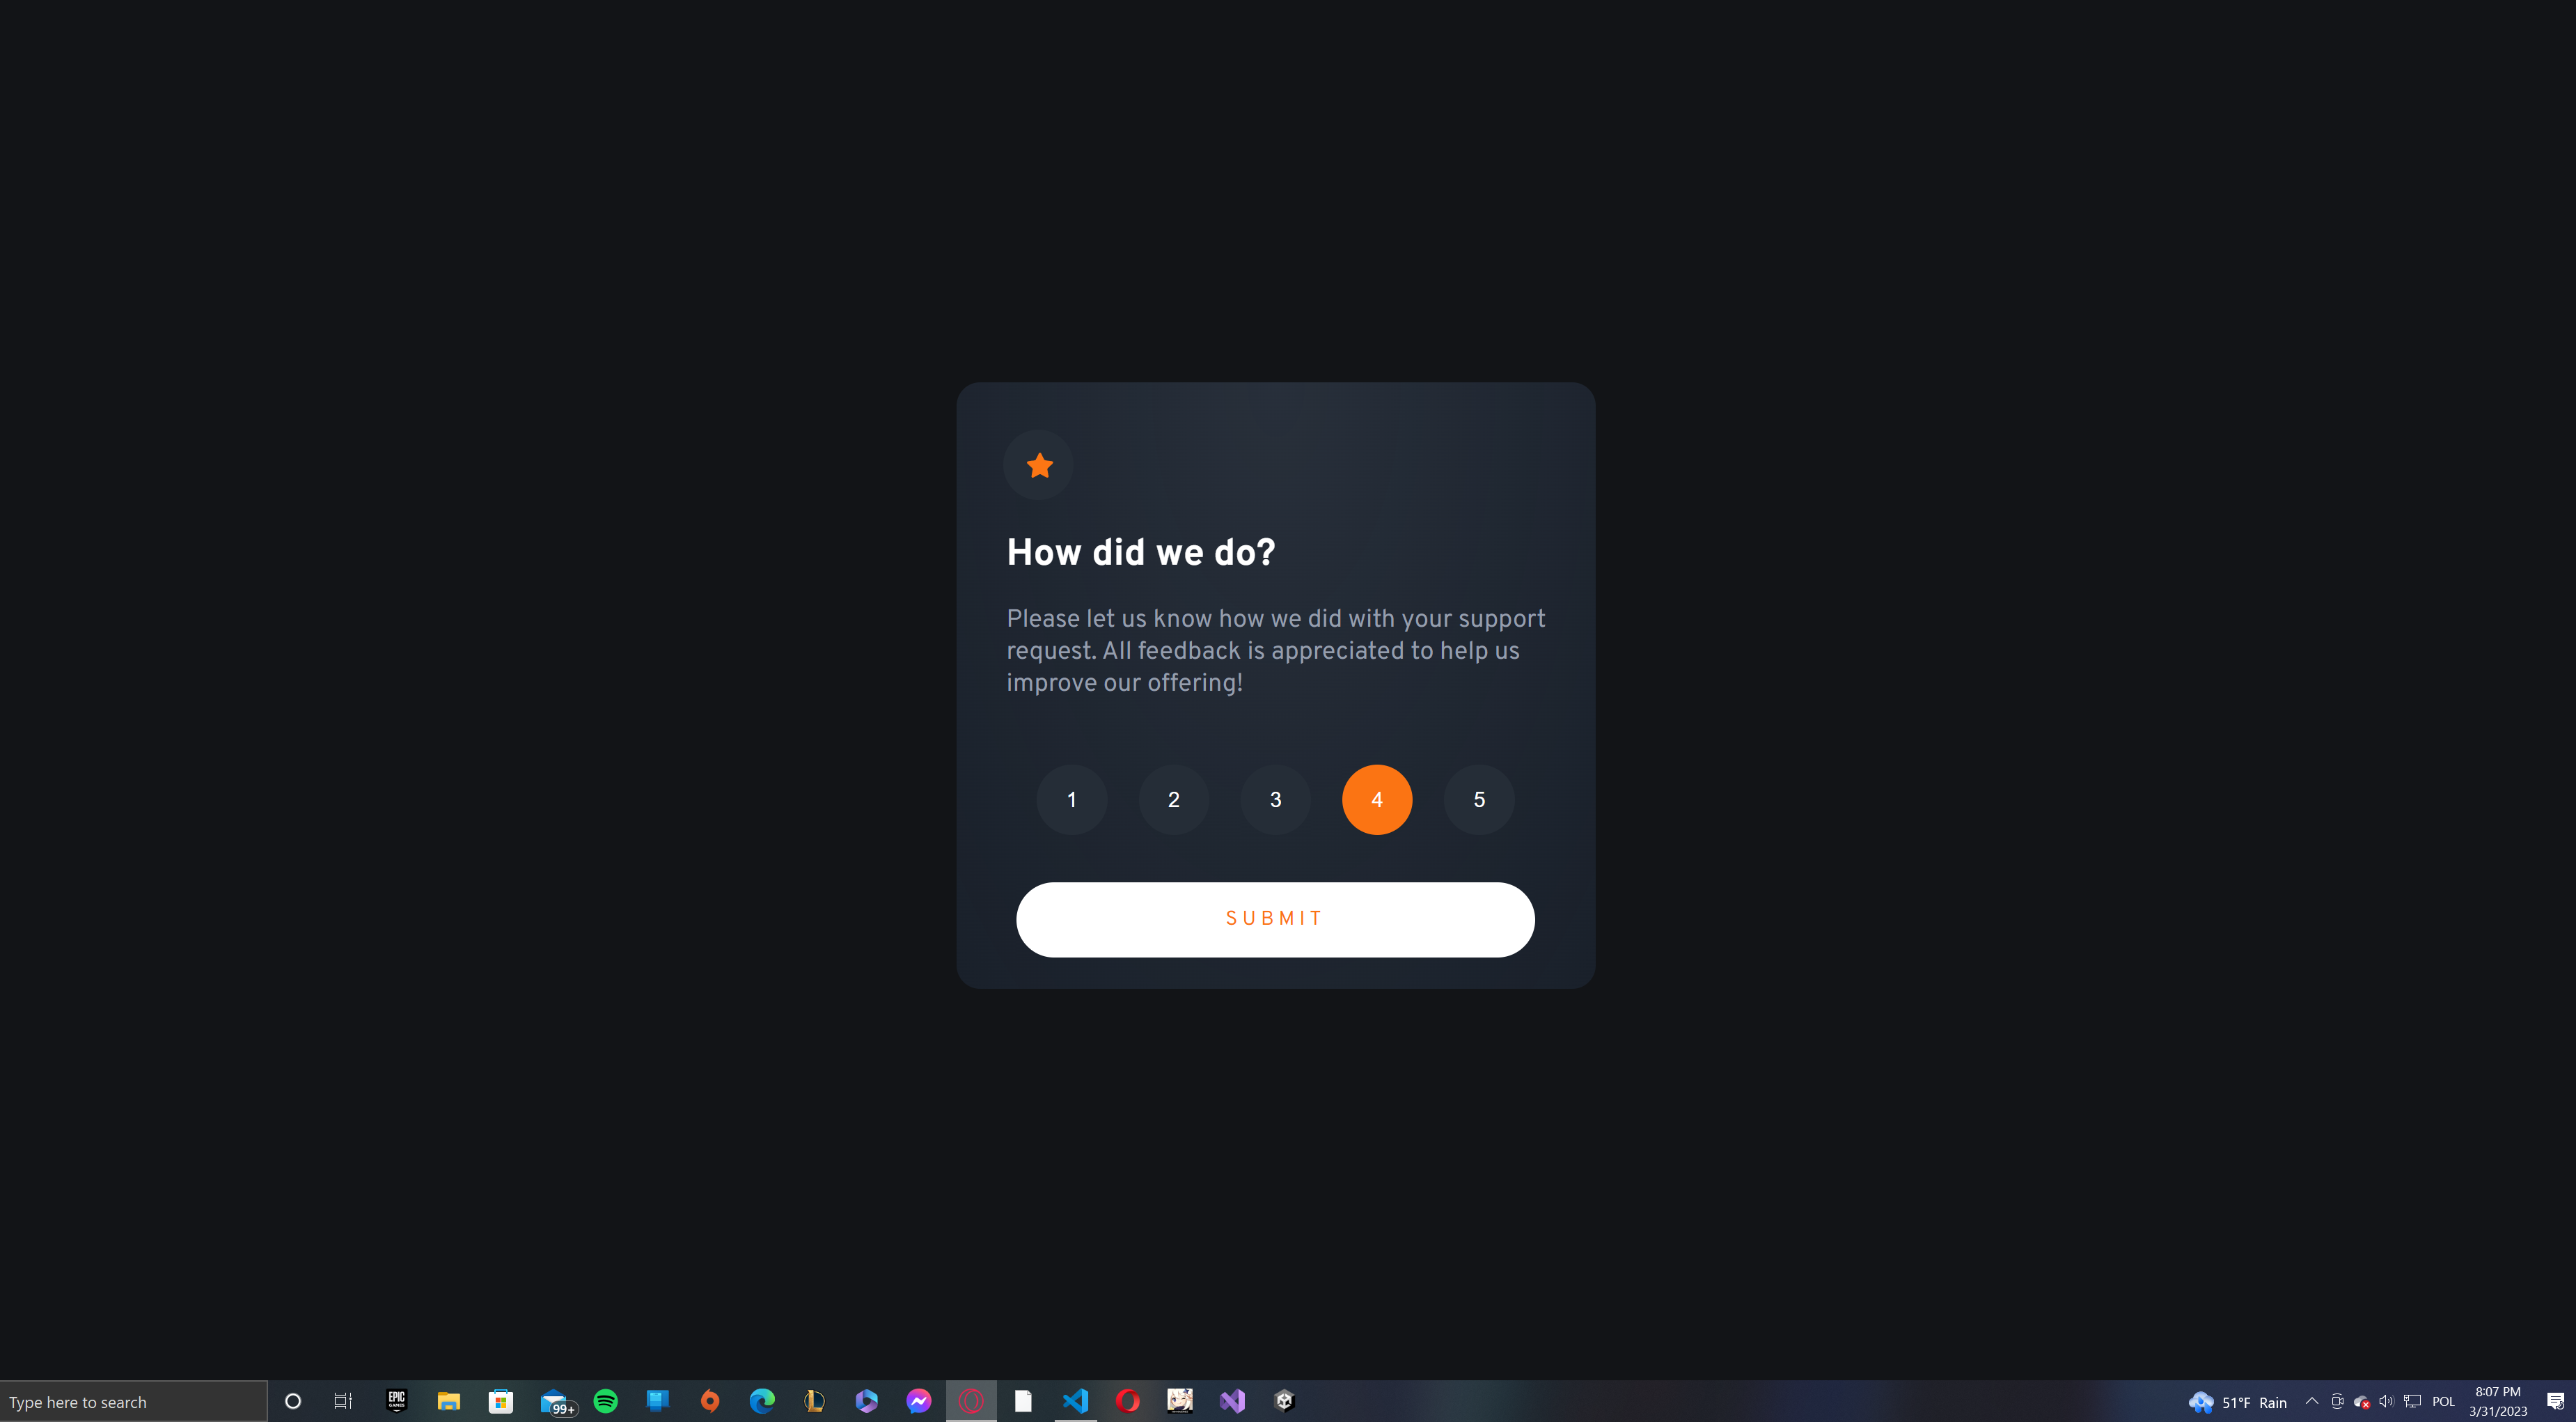 How did we do?
Please let us know how we did with your support
request. All feedback is appreciated to help us
improve our offering!
1 2 3 4 5
SUBMIT
Type here to search
EPIC
GAMES
99+
51°F Rain
POL
8:07 PM
3/31/2023